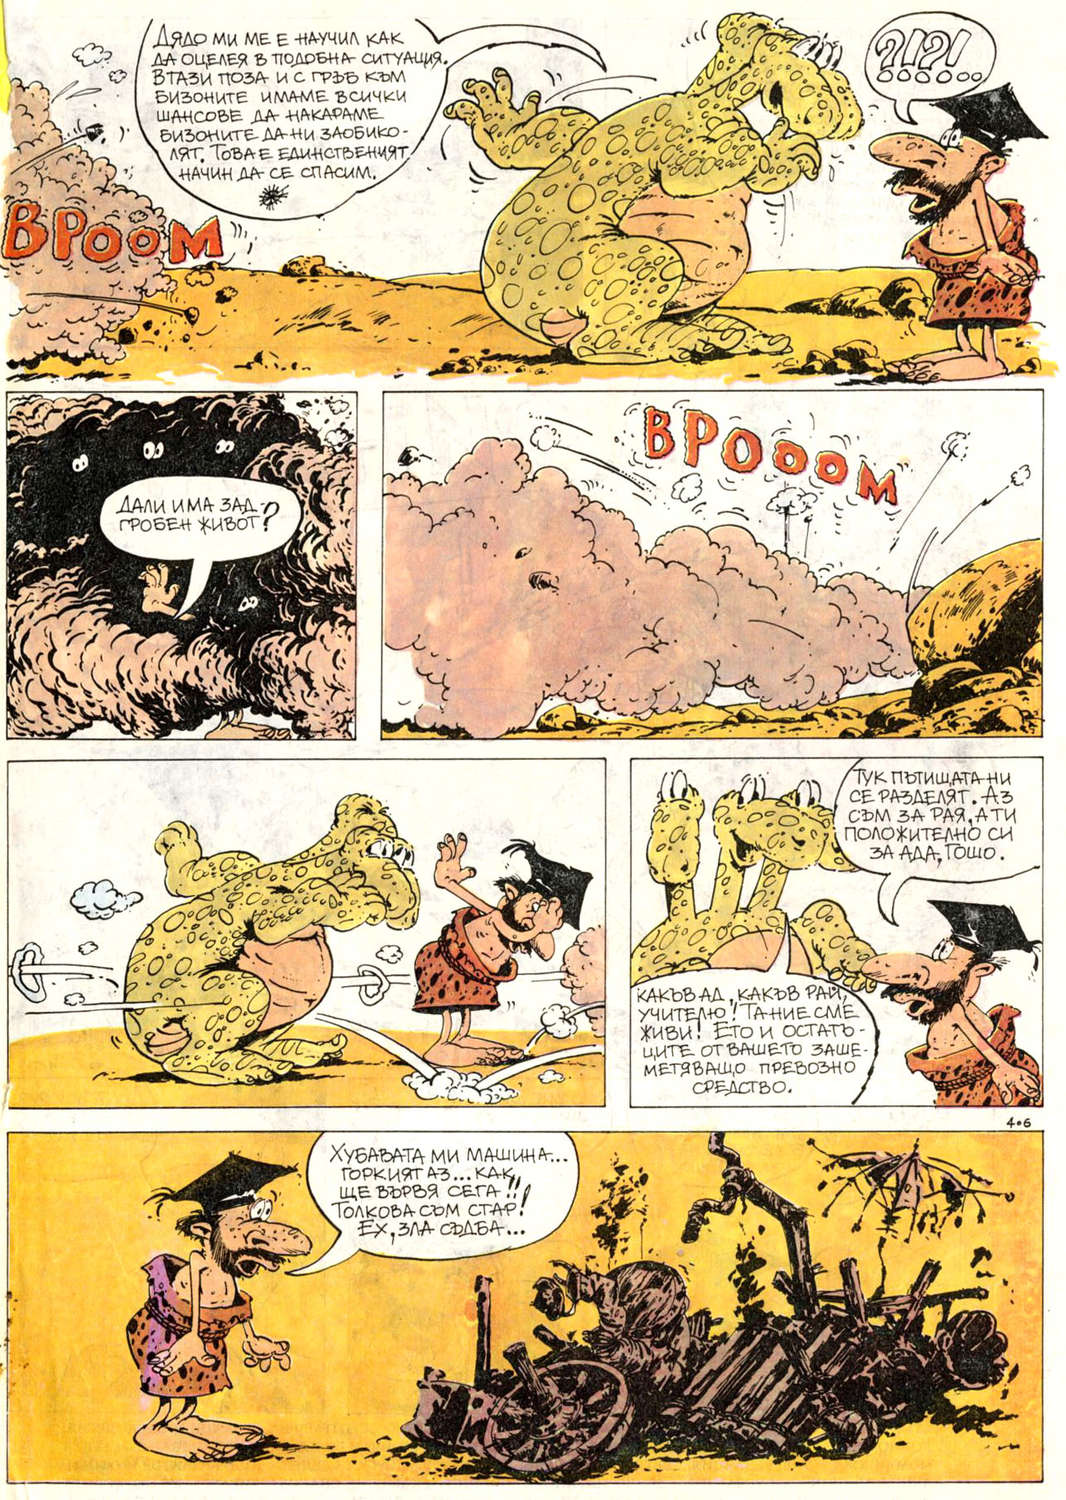 ДЯДО МИ МЕ Е НАУЧИЛ КАК
ДА ОЦЕЛЕЯ В ПОДОБНА СИТУАЦИЯ.
В ТАЗИ ПОЗА И С ГРЪБ КЪМ
БИЗОНИТЕ ИМАМЕ ВСИЧКИ
ШАНСОВЕ ДА НАКАРАМЕ
БИЗОНИТЕ ДА НИ ЗАОБИКО-
ЛЯТ. ТОВА Е ЕДИНСТВЕНИЯТ
НАЧИН ДА СЕ СПАСИМ.
?!?!...
ВРООМ
ДАЛИ ИМА ЗАД-
ГРОБЕН ЖИВОТ?
ВРОООМ
ТУК ПЪТИЩАТА НИ
СЕ РАЗДЕЛЯТ. АЗ
СЪМ ЗА РАЯ, А ТИ
ПОЛОЖИТЕЛНО СИ
ЗА АДА, ГОШО.
КАКЪВ АД, КАКЪВ РАЙ,
УЧИТЕЛЮ! ТА НИЕ СМЕ
ЖИВИ! ЕТО И ОСТАТЪ-
ЦИТЕ ОТ ВАШЕТО ЗАШЕ-
МЕТЯВАЩО ПРЕВОЗНО
СРЕДСТВО.
4•6
ХУБАВАТА МИ МАШИНА...
ГОРКИЯТ АЗ... КАК
ЩЕ ВЪРВЯ СЕГА!!
ТОЛКОВА СЪМ СТАР!
ЕХ, ЗЛА СЪДБА...